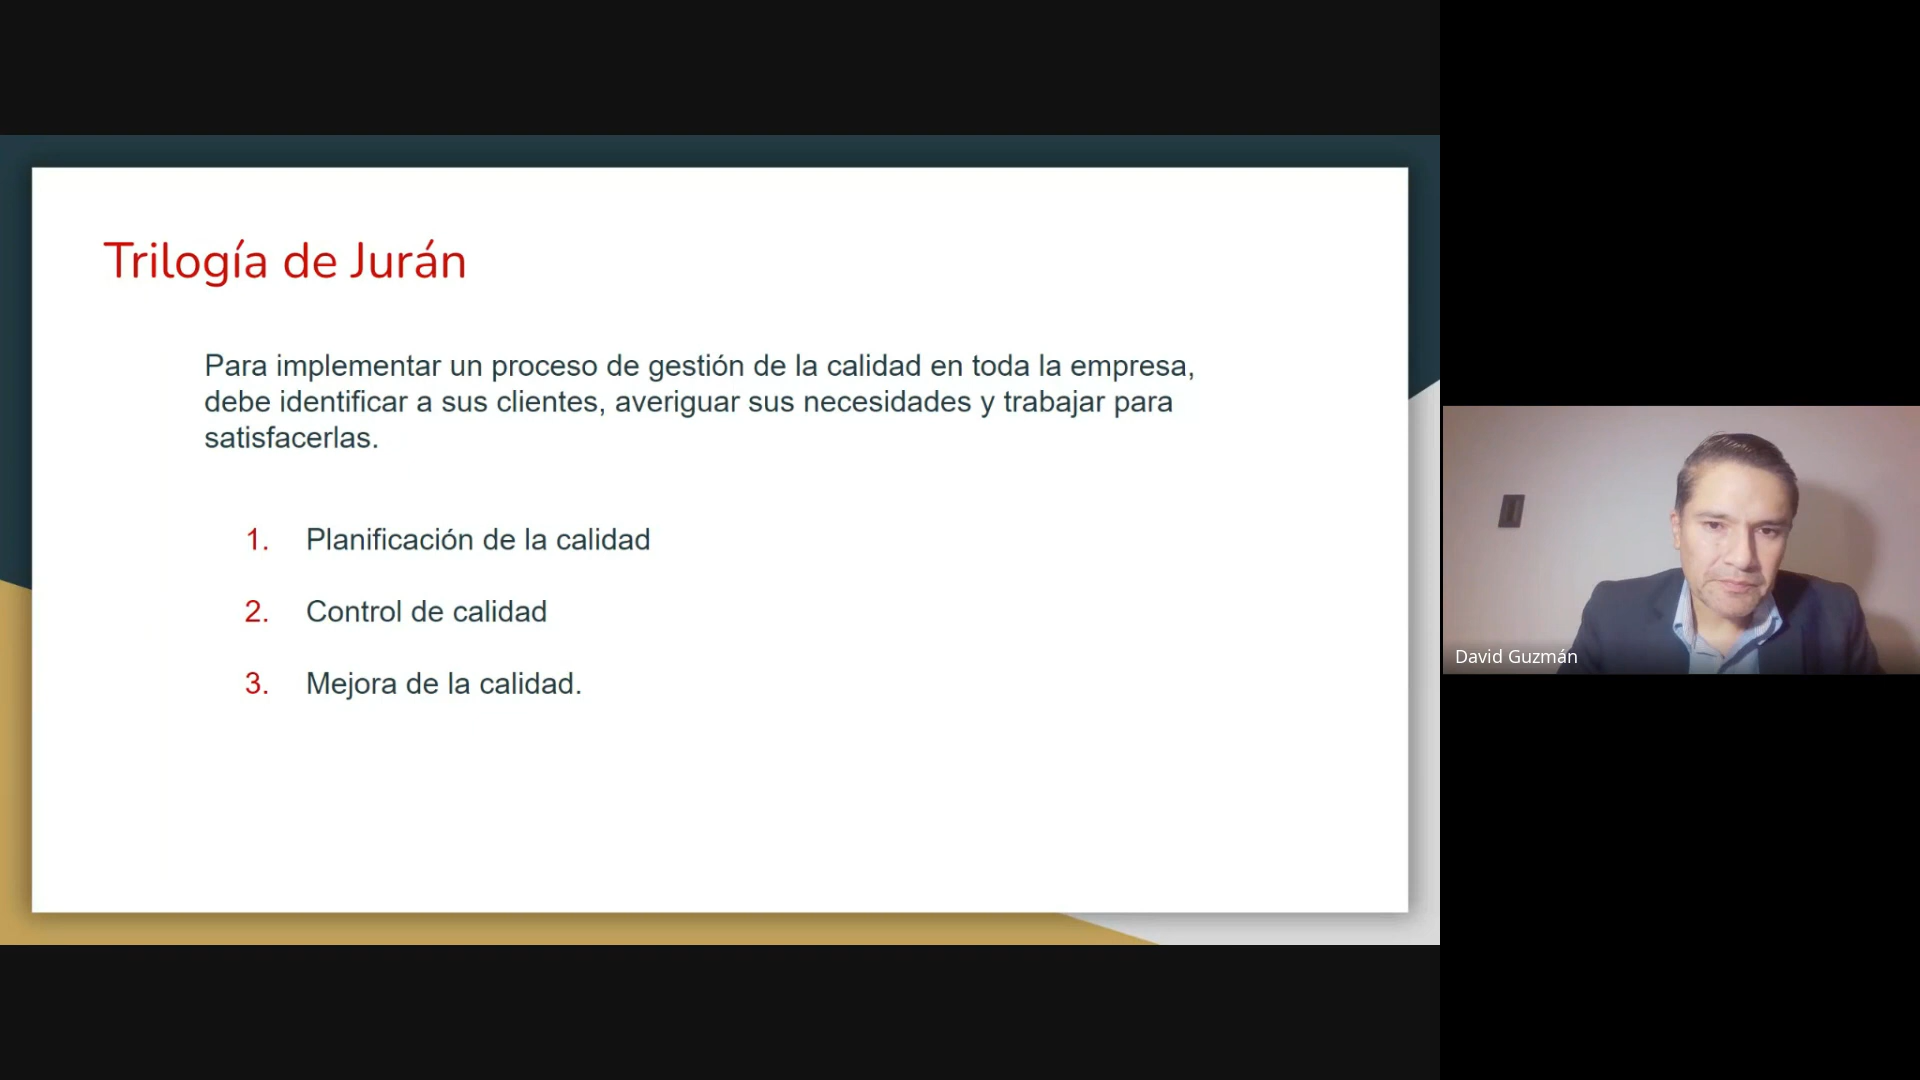 Trilogía de Jurán
Para implementar un proceso de gestión de la calidad en toda la empresa,
debe identificar a sus clientes, averiguar sus necesidades y trabajar para
satisfacerlas.
1. Planificación de la calidad
2. Control de calidad
3. Mejora de la calidad.
David Guzmán